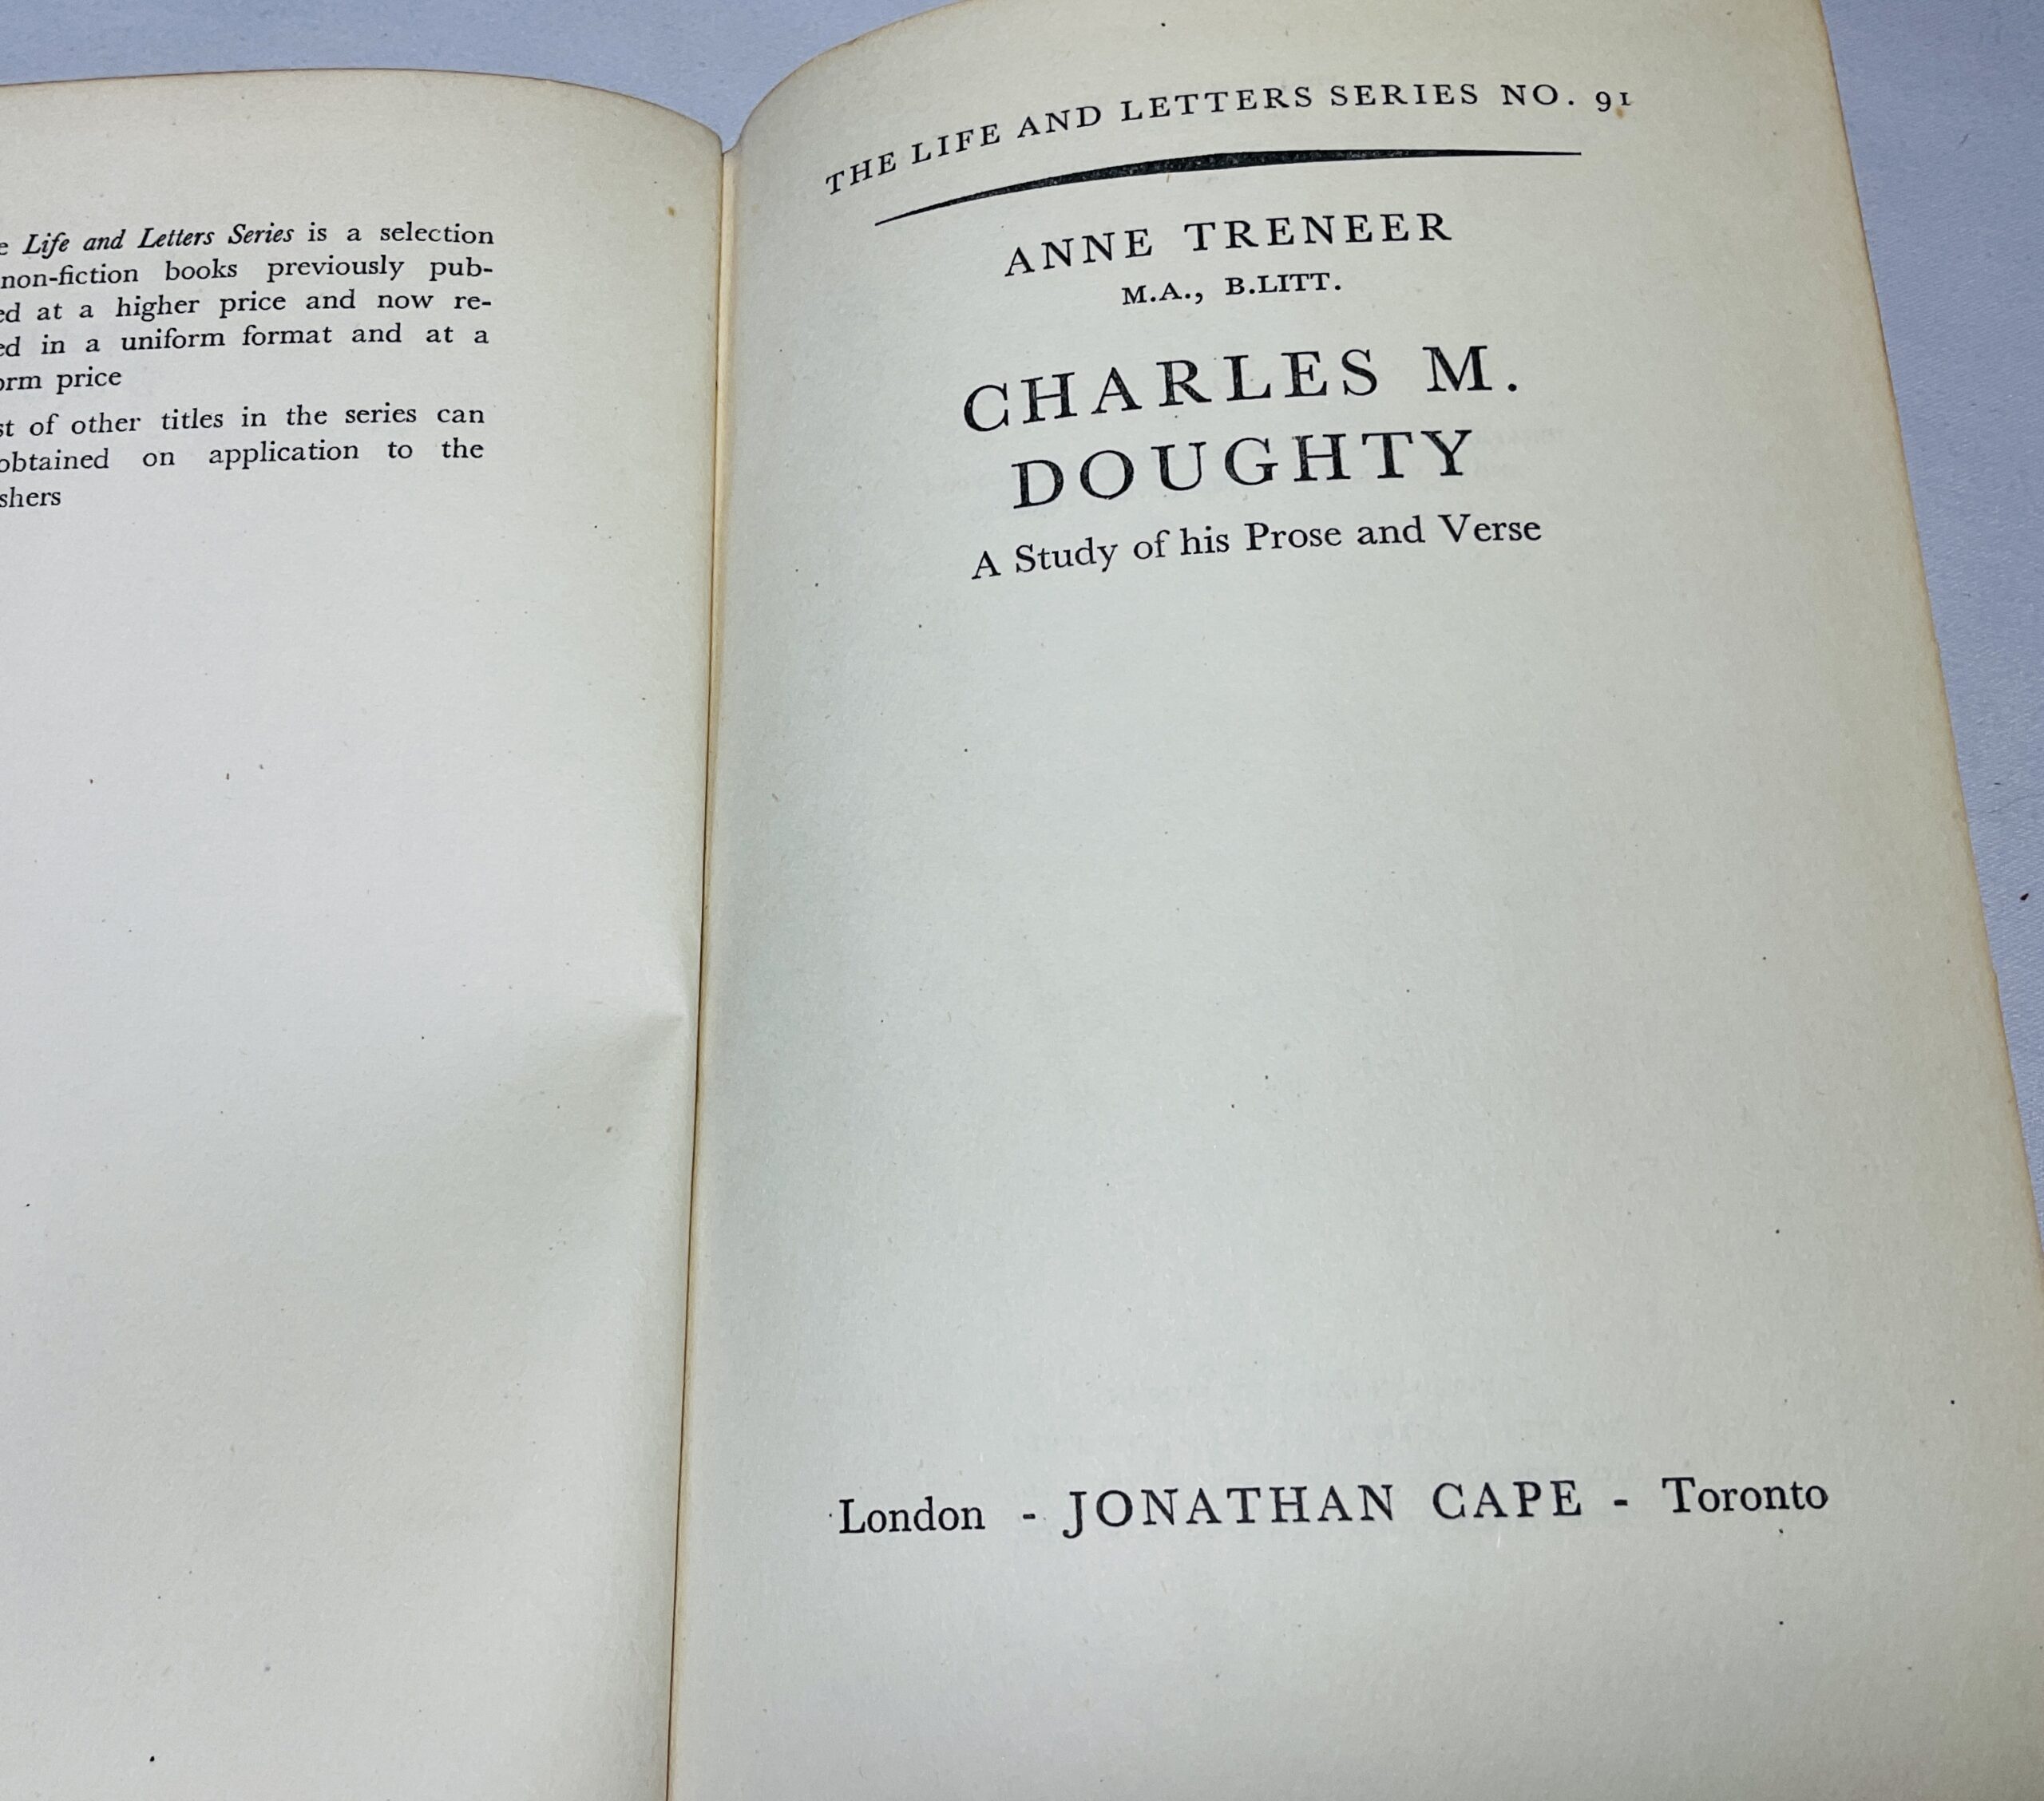 e Life and Letters Series is a selection
non-fiction books previously pub-
ed at a higher price and now re-
ed in a uniform format and at a
orm price
st of other titles in the series can
obtained on application to the
shers
THE LIFE AND LETTERS SERIES NO. 91
ANNE TRENEER
M.A., B.LITT.
CHARLES M.
DOUGHTY
A Study of his Prose and Verse
London - JONATHAN CAPE - Toronto